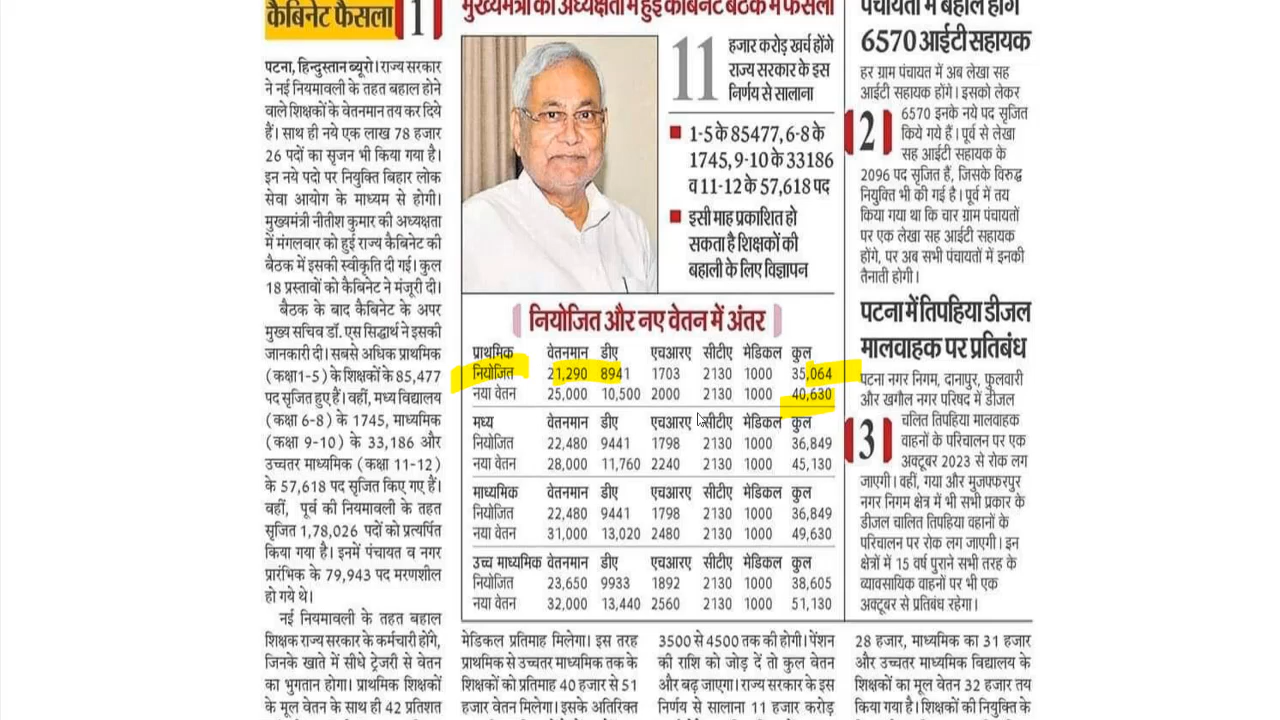 कैबिनेट फैसला
1
पटना, हिन्दुस्तान ब्यूरो। राज्य सरकार
ने नई नियमावली के तहत बहाल होने
वाले शिक्षकों के वेतनमान तय कर दिये
हैं। साथ ही नये एक लाख 78 हजार
26 पदों का सृजन भी किया गया है।
इन नये पदो पर नियुक्ति बिहार लोक
सेवा आयोग के माध्यम से होगी।
मुख्यमंत्री नीतीश कुमार की अध्यक्षता
में मंगलवार को हुई राज्य कैबिनेट की
बैठक में इसकी स्वीकृति दी गई। कुल
18 प्रस्तावों को कैबिनेट ने मंजूरी दी।
बैठक के बाद कैबिनेट के अपर
मुख्य सचिव डॉ. एस सिद्धार्थ ने इसकी
जानकारी दी। सबसे अधिक प्राथमिक
(कक्षा1-5) के शिक्षकों के 85,477
पद सृजित हुए हैं। वहीं, मध्य विद्यालय
(कक्षा 6-8) के 1745, माध्यमिक
(कक्षा 9-10) के 33,186 और
उच्चतर माध्यमिक (कक्षा 11-12)
के 57,618 पद सृजित किए गए हैं।
वहीं, पूर्व की नियमावली के तहत
सृजित 1,78,026 पदों को प्रत्यर्पित
किया गया है। इनमें पंचायत व नगर
प्रारंभिक के 79,943 पद मरणशील
हो गये थे।
नई नियमावली के तहत बहाल
शिक्षक राज्य सरकार के कर्मचारी होंगे,
जिनके खाते में सीधे ट्रेजरी से वेतन
का भुगतान होगा। प्राथमिक शिक्षकों
के मूल वेतन के साथ ही 42 प्रतिशत
मुख्यमंत्री की अध्यक्षता में हुई कैबिनेट बैठक में फैसला
11 हजार करोड़ खर्च होंगे
राज्य सरकार के इस
निर्णय से सालाना
1-5 के 85477, 6-8 के
1745, 9-10 के 33186
व 11-12 के 57,618 पद
इसी माह प्रकाशित हो
सकता है शिक्षकों की
बहाली के लिए विज्ञापन
नियोजित और नए वेतन में अंतर
प्राथमिक वेतनमान डीए एचआरए सीटीए मेडिकल कुल
नियोजित 21,290 8941 1703 2130 1000 35,064
नया वेतन 25,000 10,500 2000 2130 1000 40,630
मध्य वेतनमान डीए एचआरए सीटीए मेडिकल कुल
नियोजित 22,480 9441 1798 2130 1000 36,849
नया वेतन 28,000 11,760 2240 2130 1000 45,130
माध्यमिक वेतनमान डीए एचआरए सीटीए मेडिकल कुल
नियोजित 22,480 9441 1798 2130 1000 36,849
नया वेतन 31,000 13,020 2480 2130 1000 49,630
उच्च माध्यमिक वेतनमान डीए एचआरए सीटीए मेडिकल कुल
नियोजित 23,650 9933 1892 2130 1000 38,605
नया वेतन 32,000 13,440 2560 2130 1000 51,130
मेडिकल प्रतिमाह मिलेगा। इस तरह
प्राथमिक से उच्चतर माध्यमिक तक के
शिक्षकों को प्रतिमाह 40 हजार से 51
हजार वेतन मिलेगा। इसके अतिरिक्त
3500 से 4500 तक की होगी। पेंशन
की राशि को जोड़ दें तो कुल वेतन
और बढ़ जाएगा। राज्य सरकार के इस
निर्णय से सालाना 11 हजार करोड़
पंचायतों में बहाल होंगे
6570 आईटी सहायक
हर ग्राम पंचायत में अब लेखा सह
आईटी सहायक होंगे। इसको लेकर
2
6570 इनके नये पद सृजित
किये गये हैं। पूर्व से लेखा
सह आईटी सहायक के
2096 पद सृजित हैं, जिसके विरुद्ध
नियुक्ति भी की गई है। पूर्व में तय
किया गया था कि चार ग्राम पंचायतों
पर एक लेखा सह आईटी सहायक
होंगे, पर अब सभी पंचायतों में इनकी
तैनाती होगी।
पटना में तिपहिया डीजल
मालवाहक पर प्रतिबंध
पटना नगर निगम, दानापुर, फुलवारी
और खगौल नगर परिषद में डीजल
3
चलित तिपहिया मालवाहक
वाहनों के परिचालन पर एक
अक्टूबर 2023 से रोक लग
जाएगी। वहीं, गया और मुजफ्फरपुर
नगर निगम क्षेत्र में भी सभी प्रकार के
डीजल चालित तिपहिया वहानों के
परिचालन पर रोक लग जाएगी। इन
क्षेत्रों में 15 वर्ष पुराने सभी तरह के
व्यावसायिक वाहनों पर भी एक
अक्टूबर से प्रतिबंध रहेगा।
28 हजार, माध्यमिक का 31 हजार
और उच्चतर माध्यमिक विद्यालय के
शिक्षकों का मूल वेतन 32 हजार तय
किया गया है। शिक्षकों की नियुक्ति के